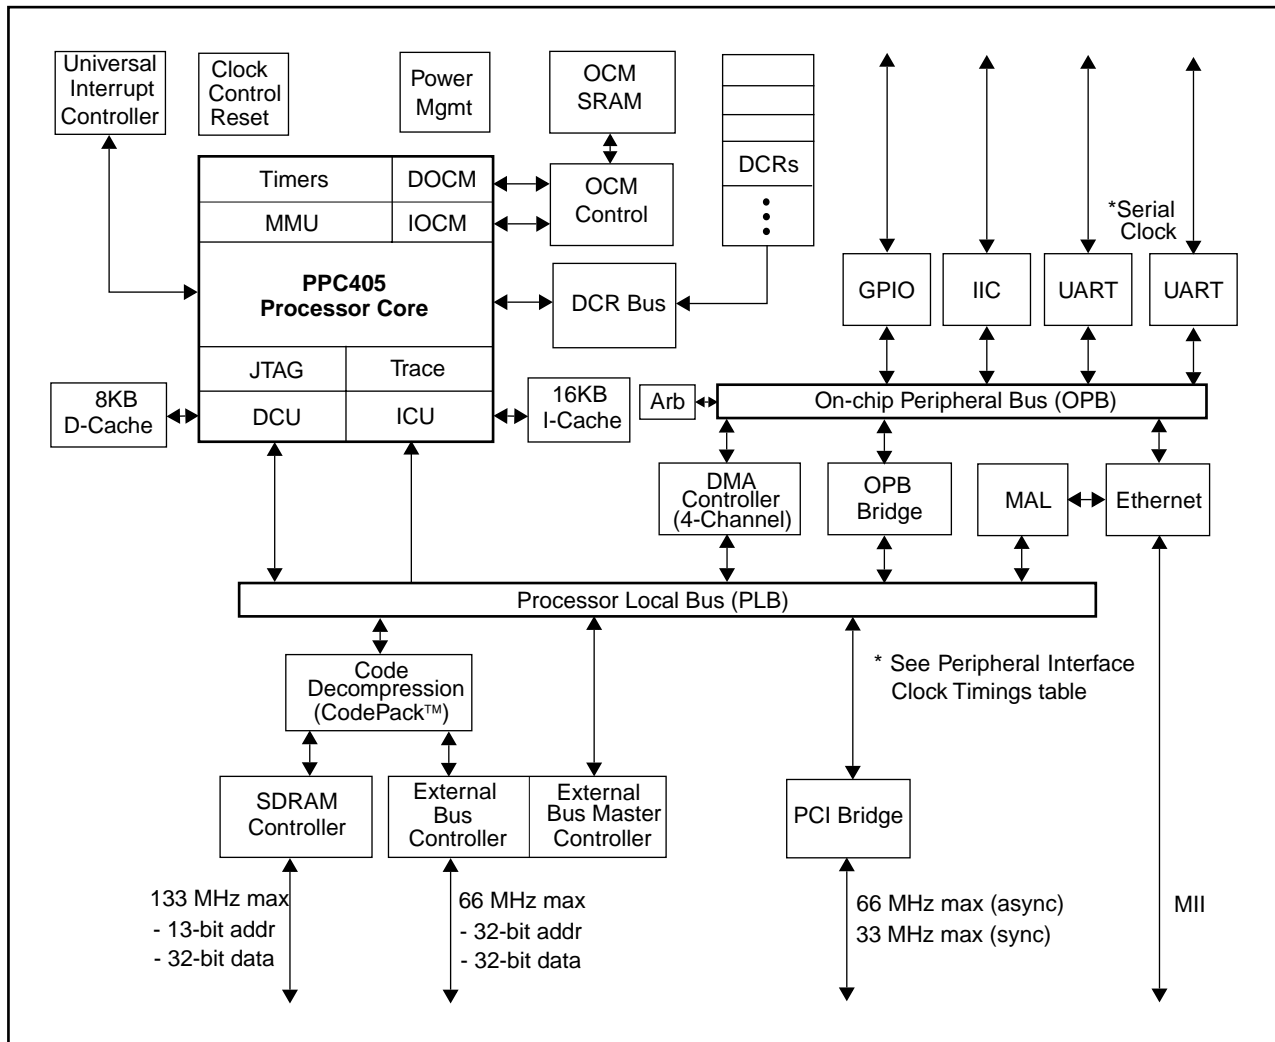 Universal
Interrupt
Controller
Clock
Control
Reset
Power
Mgmt
OCM
SRAM
DCRs
Timers
DOCM
MMU
IOCM
OCM
Control
PPC405
Processor Core
DCR Bus
JTAG
Trace
DCU
ICU
8KB
D-Cache
16KB
I-Cache
*Serial
Clock
GPIO
IIC
UART
UART
Arb
On-chip Peripheral Bus (OPB)
DMA
Controller
(4-Channel)
OPB
Bridge
MAL
Ethernet
Processor Local Bus (PLB)
Code
Decompression
(CodePack™)
* See Peripheral Interface
Clock Timings table
SDRAM
Controller
External
Bus
Controller
External
Bus Master
Controller
PCI Bridge
133 MHz max
- 13-bit addr
- 32-bit data
66 MHz max
- 32-bit addr
- 32-bit data
66 MHz max (async)
33 MHz max (sync)
MII